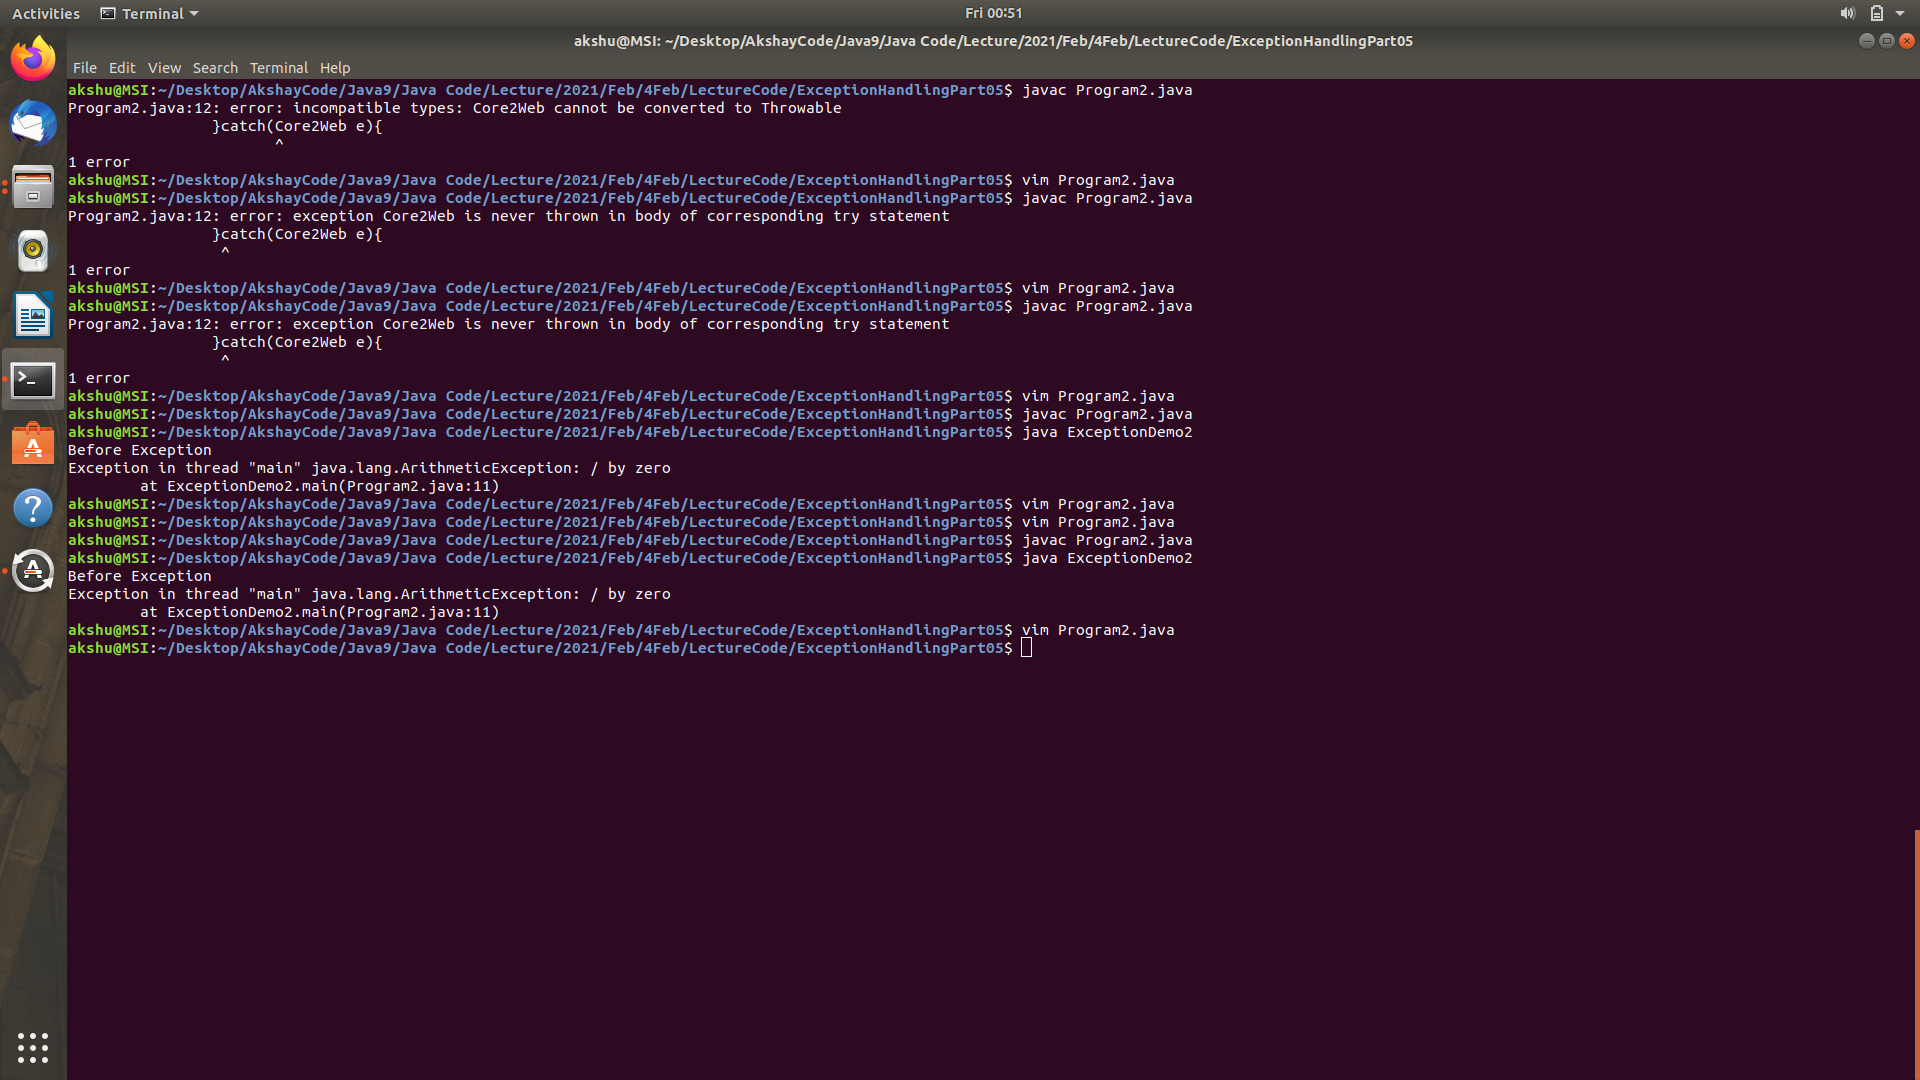 Activities Terminal Fri 00:51
akshu@MSI: ~/Desktop/AkshayCode/Java9/Java Code/Lecture/2021/Feb/4Feb/LectureCode/ExceptionHandlingPart05
File Edit View Search Terminal Help
akshu@MSI:~/Desktop/AkshayCode/Java9/Java Code/Lecture/2021/Feb/4Feb/LectureCode/ExceptionHandlingPart05$ javac Program2.java
Program2.java:12: error: incompatible types: Core2Web cannot be converted to Throwable
                }catch(Core2Web e){
                       ^
1 error
akshu@MSI:~/Desktop/AkshayCode/Java9/Java Code/Lecture/2021/Feb/4Feb/LectureCode/ExceptionHandlingPart05$ vim Program2.java
akshu@MSI:~/Desktop/AkshayCode/Java9/Java Code/Lecture/2021/Feb/4Feb/LectureCode/ExceptionHandlingPart05$ javac Program2.java
Program2.java:12: error: exception Core2Web is never thrown in body of corresponding try statement
                }catch(Core2Web e){
                 ^
1 error
akshu@MSI:~/Desktop/AkshayCode/Java9/Java Code/Lecture/2021/Feb/4Feb/LectureCode/ExceptionHandlingPart05$ vim Program2.java
akshu@MSI:~/Desktop/AkshayCode/Java9/Java Code/Lecture/2021/Feb/4Feb/LectureCode/ExceptionHandlingPart05$ javac Program2.java
Program2.java:12: error: exception Core2Web is never thrown in body of corresponding try statement
                }catch(Core2Web e){
                 ^
1 error
akshu@MSI:~/Desktop/AkshayCode/Java9/Java Code/Lecture/2021/Feb/4Feb/LectureCode/ExceptionHandlingPart05$ vim Program2.java
akshu@MSI:~/Desktop/AkshayCode/Java9/Java Code/Lecture/2021/Feb/4Feb/LectureCode/ExceptionHandlingPart05$ javac Program2.java
akshu@MSI:~/Desktop/AkshayCode/Java9/Java Code/Lecture/2021/Feb/4Feb/LectureCode/ExceptionHandlingPart05$ java ExceptionDemo2
Before Exception
Exception in thread "main" java.lang.ArithmeticException: / by zero
        at ExceptionDemo2.main(Program2.java:11)
akshu@MSI:~/Desktop/AkshayCode/Java9/Java Code/Lecture/2021/Feb/4Feb/LectureCode/ExceptionHandlingPart05$ vim Program2.java
akshu@MSI:~/Desktop/AkshayCode/Java9/Java Code/Lecture/2021/Feb/4Feb/LectureCode/ExceptionHandlingPart05$ vim Program2.java
akshu@MSI:~/Desktop/AkshayCode/Java9/Java Code/Lecture/2021/Feb/4Feb/LectureCode/ExceptionHandlingPart05$ javac Program2.java
akshu@MSI:~/Desktop/AkshayCode/Java9/Java Code/Lecture/2021/Feb/4Feb/LectureCode/ExceptionHandlingPart05$ java ExceptionDemo2
Before Exception
Exception in thread "main" java.lang.ArithmeticException: / by zero
        at ExceptionDemo2.main(Program2.java:11)
akshu@MSI:~/Desktop/AkshayCode/Java9/Java Code/Lecture/2021/Feb/4Feb/LectureCode/ExceptionHandlingPart05$ vim Program2.java
akshu@MSI:~/Desktop/AkshayCode/Java9/Java Code/Lecture/2021/Feb/4Feb/LectureCode/ExceptionHandlingPart05$